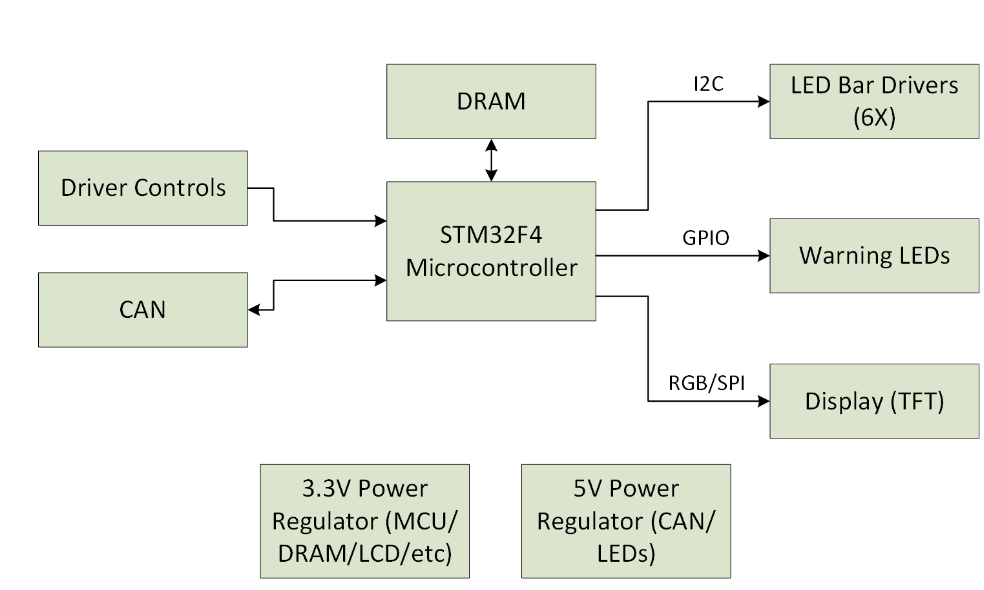 DRAM
I2C
LED Bar Drivers
(6X)
Driver Controls
STM32F4
Microcontroller
GPIO
Warning LEDs
CAN
RGB/SPI
Display (TFT)
3.3V Power
Regulator (MCU/
DRAM/LCD/etc)
5V Power
Regulator (CAN/
LEDs)